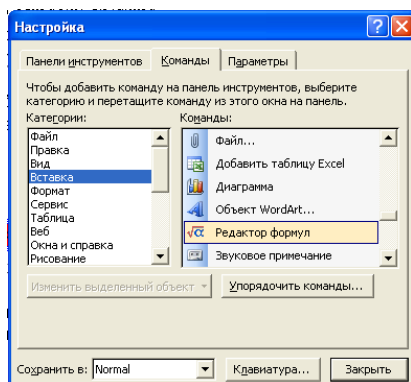 Настройка
Панели инструментов Команды Параметры
Чтобы добавить команду на панель инструментов, выберите
категорию и перетащите команду из этого окна на панель.
Категории: Команды:
Файл
Правка
Вид
Вставка
Формат
Сервис
Таблица
Веб
Окна и справка
Рисование
Файл...
Добавить таблицу Excel
Диаграмма
Объект WordArt...
√α Редактор формул
Звуковое примечание
Изменить выделенный объект Упорядочить команды...
Сохранить в: Normal Клавиатура... Закрыть